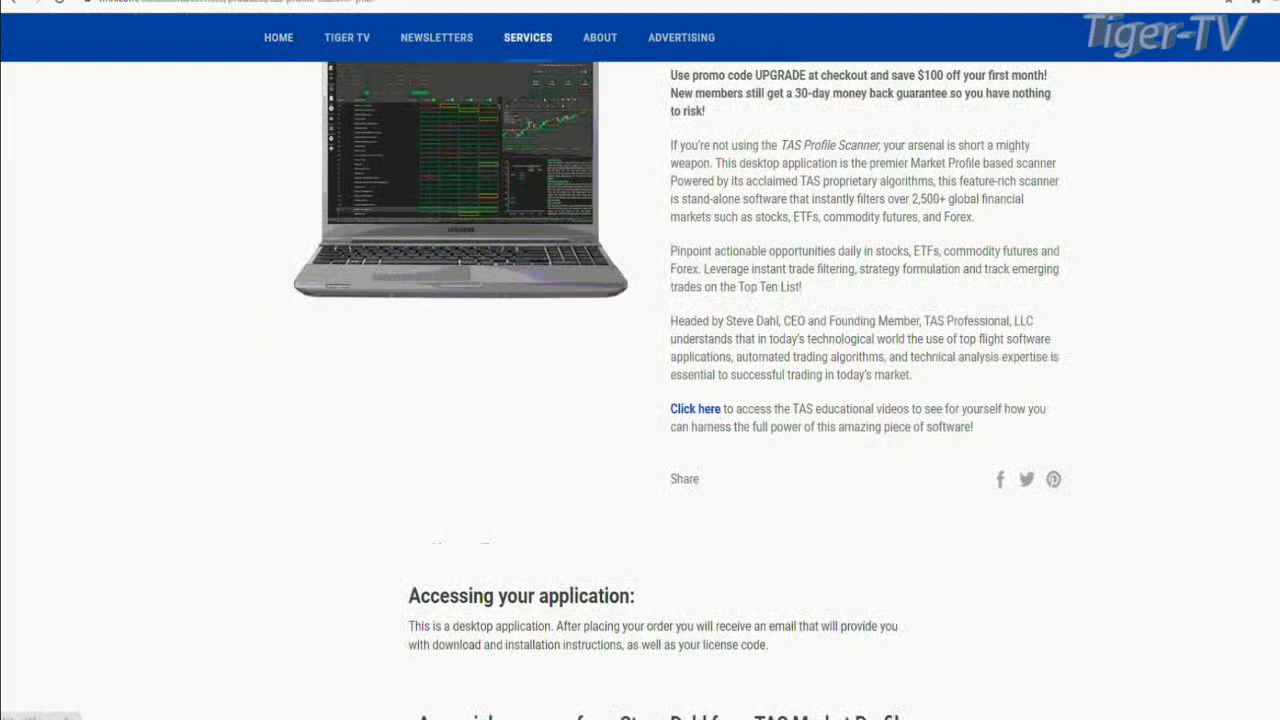 HOME TIGER TV NEWSLETTERS SERVICES ABOUT ADVERTISING
Tiger-TV
Use promo code UPGRADE at checkout and save $100 off your first month!
New members still get a 30-day money back guarantee so you have nothing
to risk!
If you're not using the TAS Profile Scanner, your arsenal is short a mighty
weapon. This desktop application is the premier Market Profile based scanner
Powered by its acclaimed TAS proprietary algorithms, this feature-rich scanner
is stand-alone software that instantly filters over 2,500+ global financial
markets such as stocks, ETFs, commodity futures, and Forex.
Pinpoint actionable opportunities daily in stocks, ETFs, commodity futures and
Forex. Leverage instant trade filtering, strategy formulation and track emerging
trades on the Top Ten List!
Headed by Steve Dahl, CEO and Founding Member, TAS Professional, LLC
understands that in today's technological world the use of top flight software
applications, automated trading algorithms, and technical analysis expertise is
essential to successful trading in today's market.
Click here to access the TAS educational videos to see for yourself how you
can harness the full power of this amazing piece of software!
Share
SAMSUNG
Accessing your application:
This is a desktop application. After placing your order you will receive an email that will provide you
with download and installation instructions, as well as your license code.